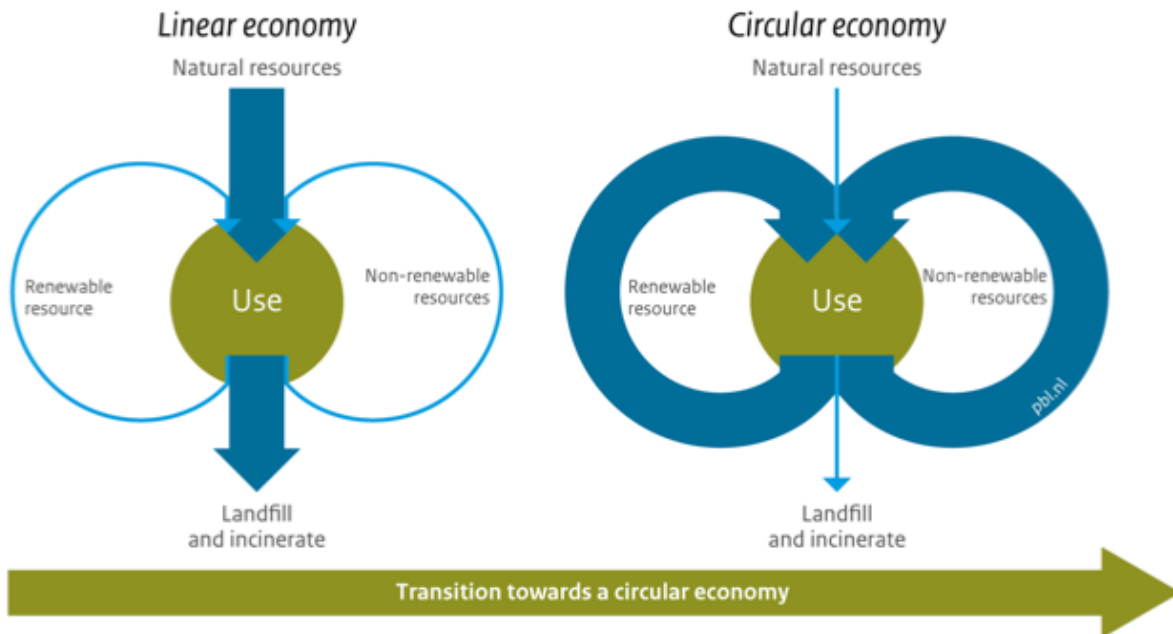 Linear economy
Natural resources
Renewable
resource
Use
Non-renewable
resources
Landfill
and incinerate
Circular economy
Natural resources
Renewable
resource
Use
Non-renewable
resources
pbl.nl
Landfill
and incinerate
Transition towards a circular economy